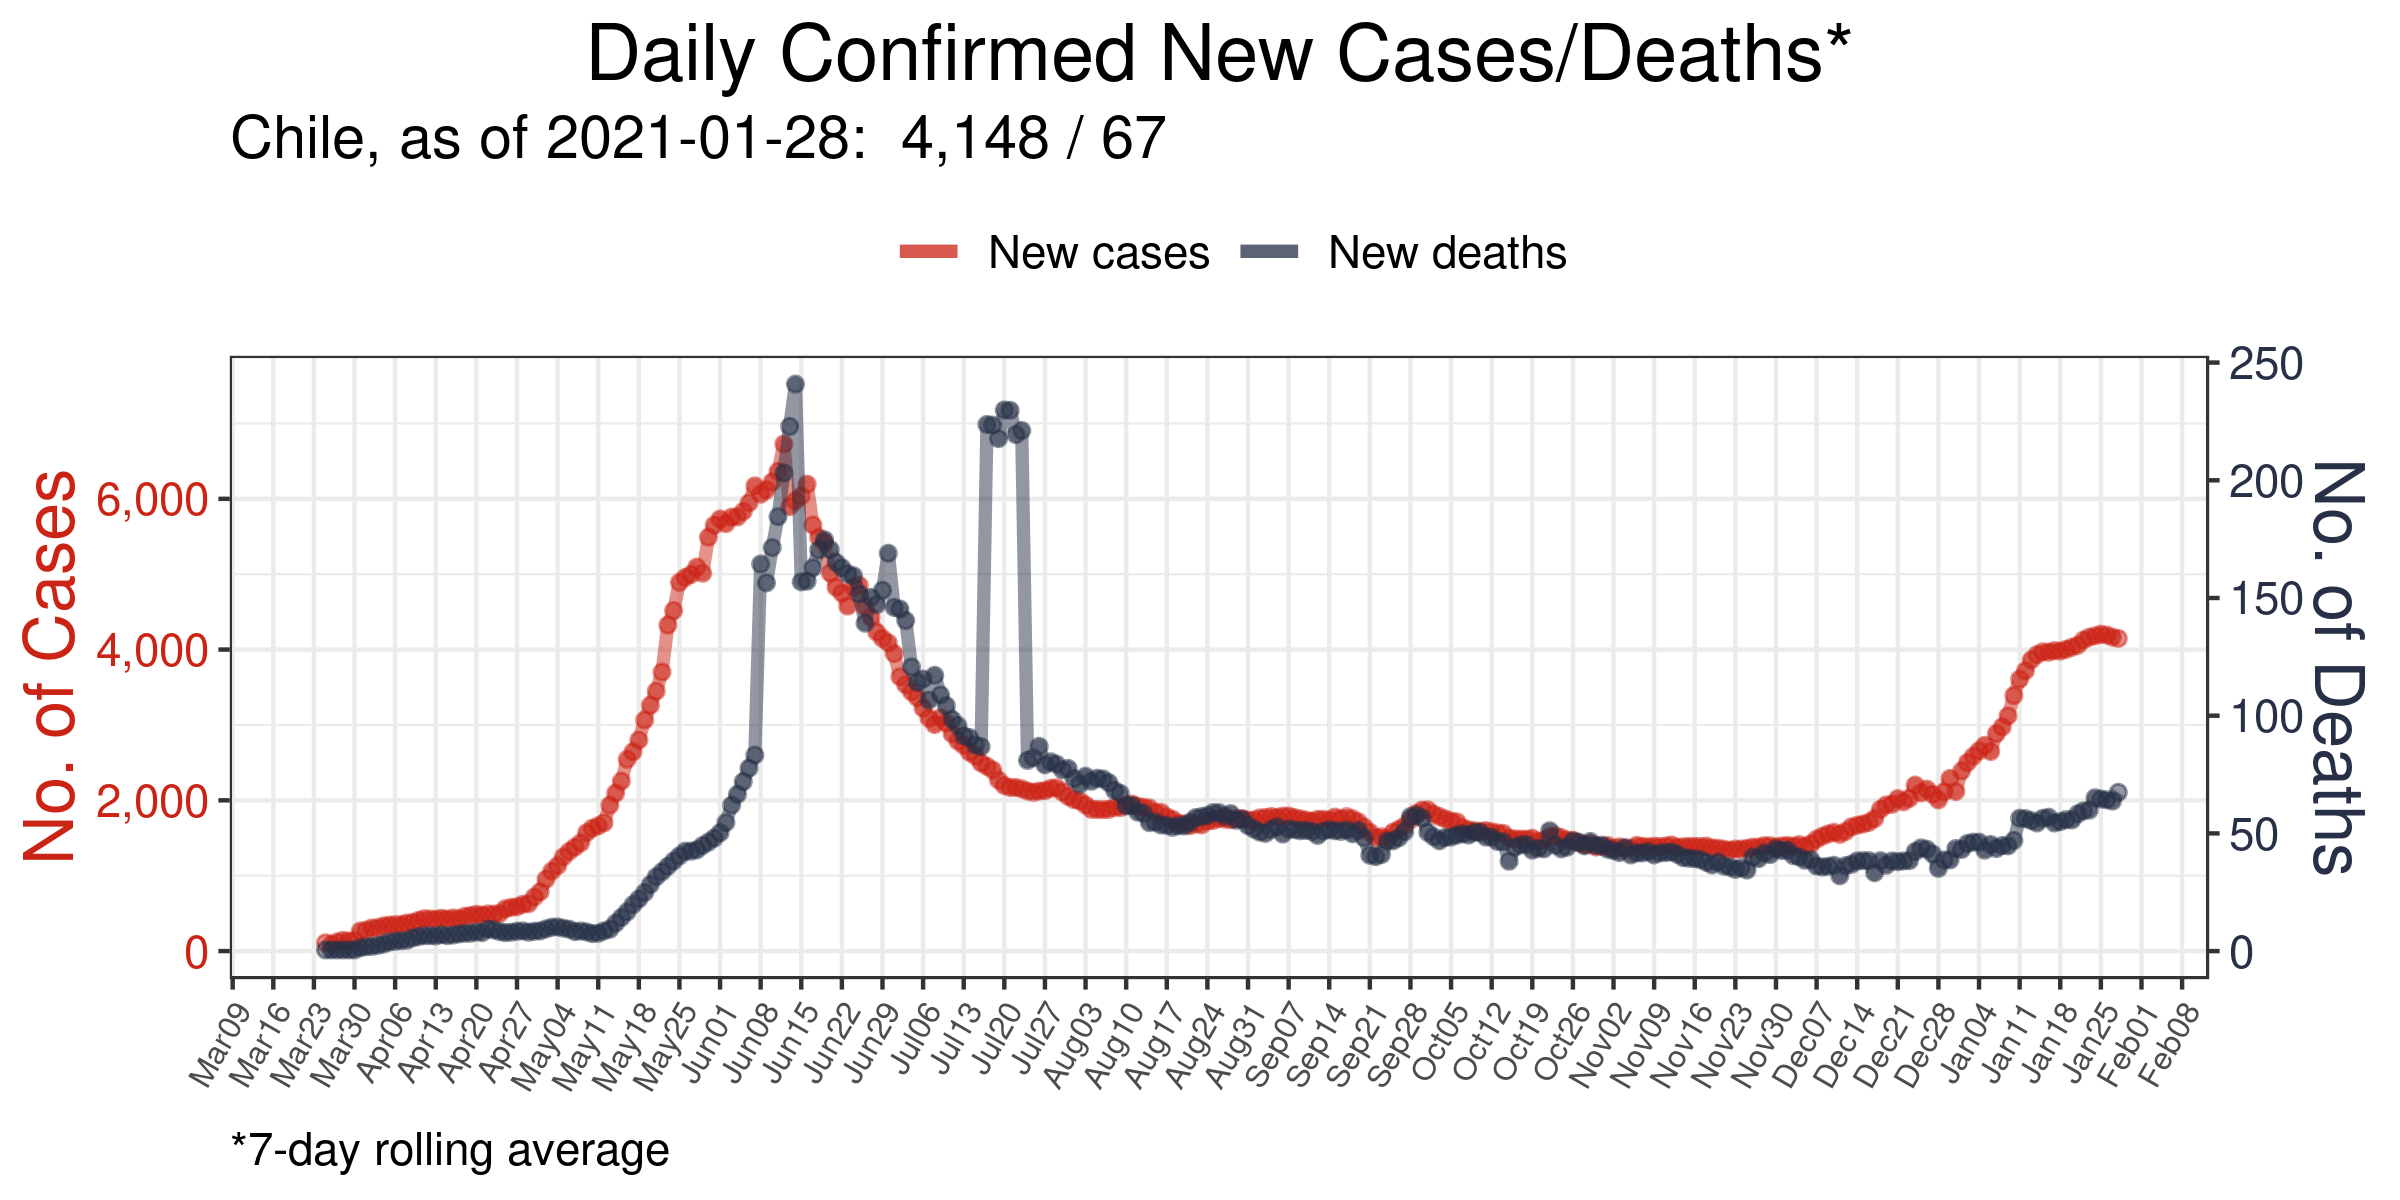 Daily Confirmed New Cases/Deaths*
Chile, as of 2021-01-28:  4,148 / 67
New cases New deaths
No. of Cases
6,000
4,000
2,000
0
250
200
150
100
50
0
No. of Deaths
Mar09 Mar16 Mar23 Mar30 Apr06 Apr13 Apr20 Apr27 May04 May11 May18 May25 Jun01 Jun08 Jun15 Jun22 Jun29 Jul06 Jul13 Jul20 Jul27 Aug03 Aug10 Aug17 Aug24 Aug31 Sep07 Sep14 Sep21 Sep28 Oct05 Oct12 Oct19 Oct26 Nov02 Nov09 Nov16 Nov23 Nov30 Dec07 Dec14 Dec21 Dec28 Jan04 Jan11 Jan18 Jan25 Feb01 Feb08
*7-day rolling average